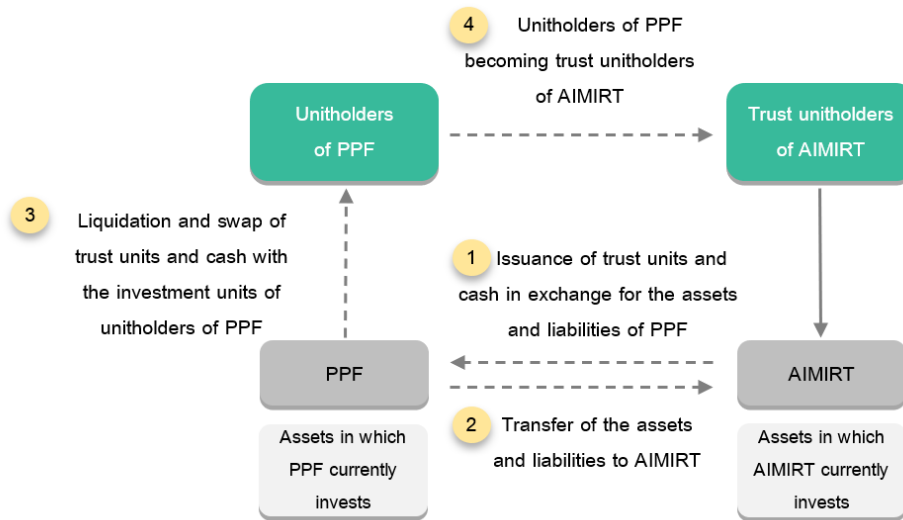 4
Unitholders of PPF
becoming trust unitholders
of AIMIRT
Unitholders
of PPF
Trust unitholders
of AIMIRT
3
Liquidation and swap of
trust units and cash with
the investment units of
unitholders of PPF
1
Issuance of trust units and
cash in exchange for the assets
and liabilities of PPF
PPF
AIMIRT
2
Transfer of the assets
and liabilities to AIMIRT
Assets in which
PPF currently
invests
Assets in which
AIMIRT currently
invests